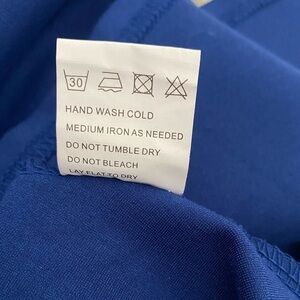 30
HAND WASH COLD
MEDIUM IRON AS NEEDED
DO NOT TUMBLE DRY
DO NOT BLEACH
LAY FLAT TO DRY